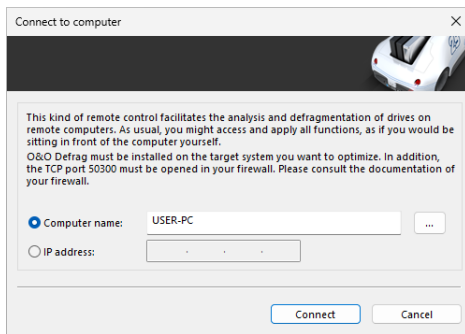 Connect to computer
This kind of remote control facilitates the analysis and defragmentation of drives on
remote computers. As usual, you might access and apply all functions, as if you would be
sitting in front of the computer yourself.
O&O Defrag must be installed on the target system you want to optimize. In addition,
the TCP port 50300 must be opened in your firewall. Please consult the documentation of
your firewall.
Computer name: USER-PC ...
IP address: . . .
Connect Cancel